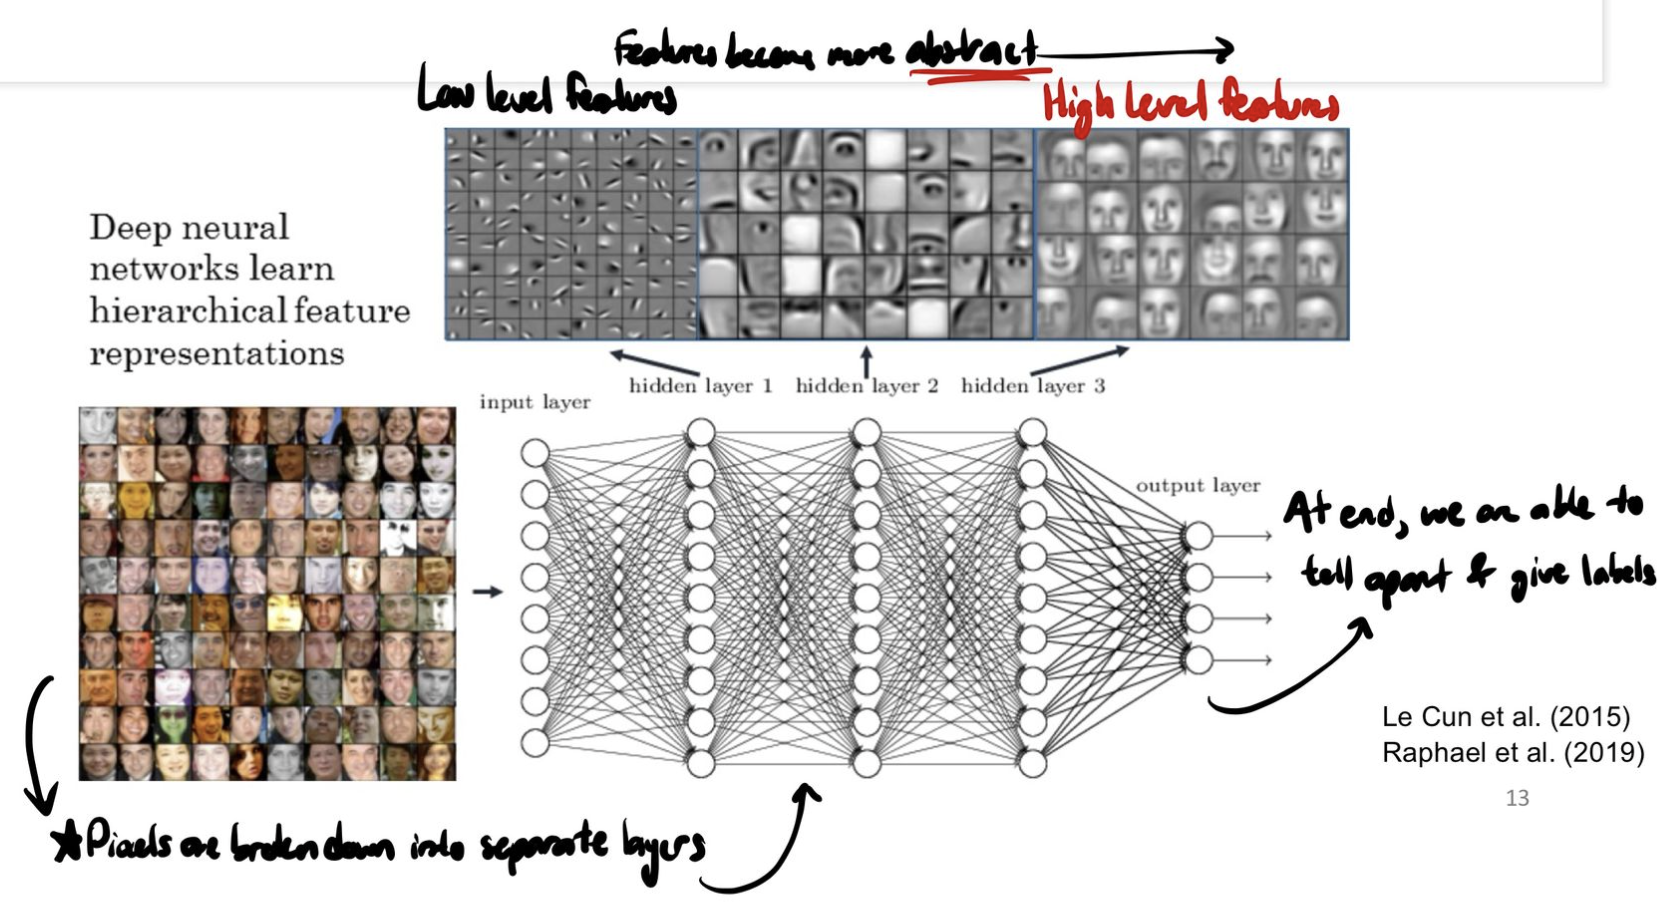 Features become more abstract
Low level features
High level features
Deep neural
networks learn
hierarchical feature
representations
hidden layer 1 hidden layer 2 hidden layer 3
input layer
output layer
At end, we are able to
tell apart & give labels
Le Cun et al. (2015)
Raphael et al. (2019)
13
Pixels are broken down into separate layers